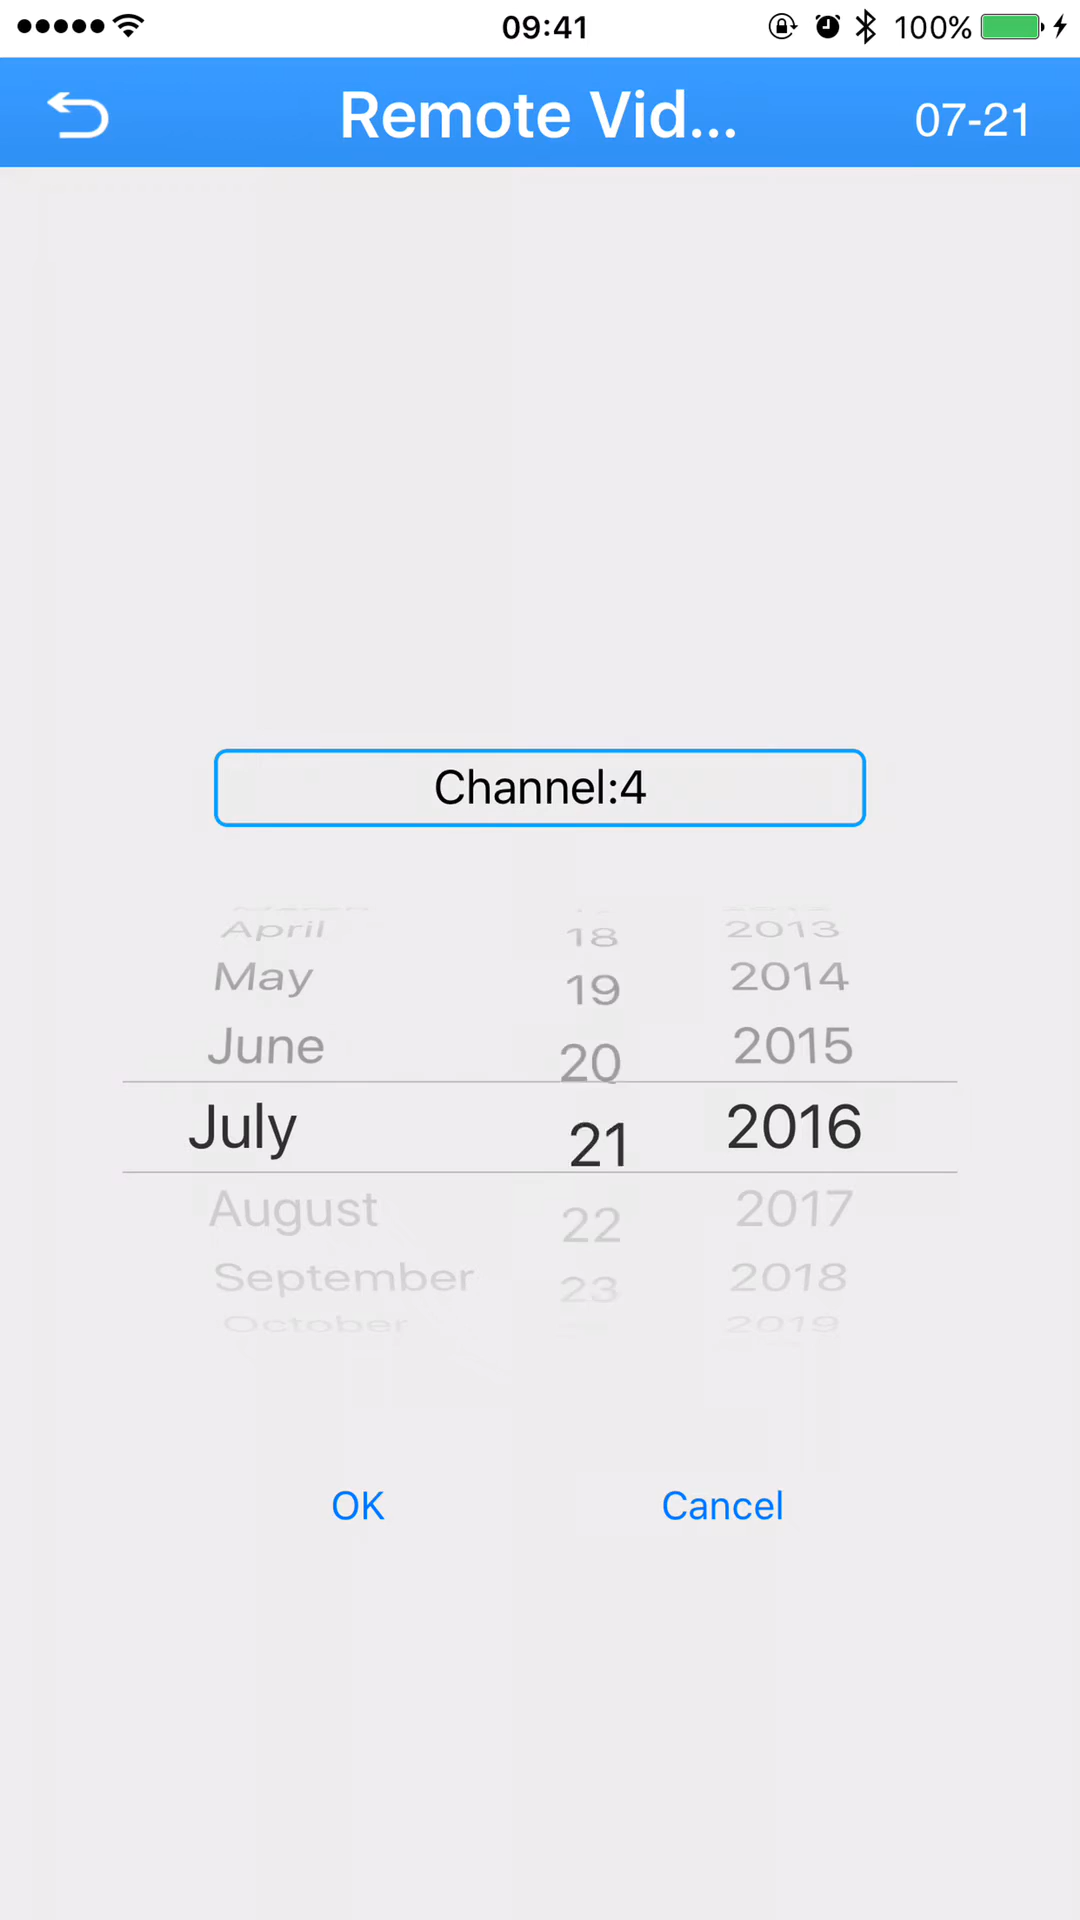 09:41 100%
Remote Vid... 07-21
Channel:4
April 18 2013
May 19 2014
June 20 2015
July 21 2016
August 22 2017
September 23 2018
October 2019
OK Cancel